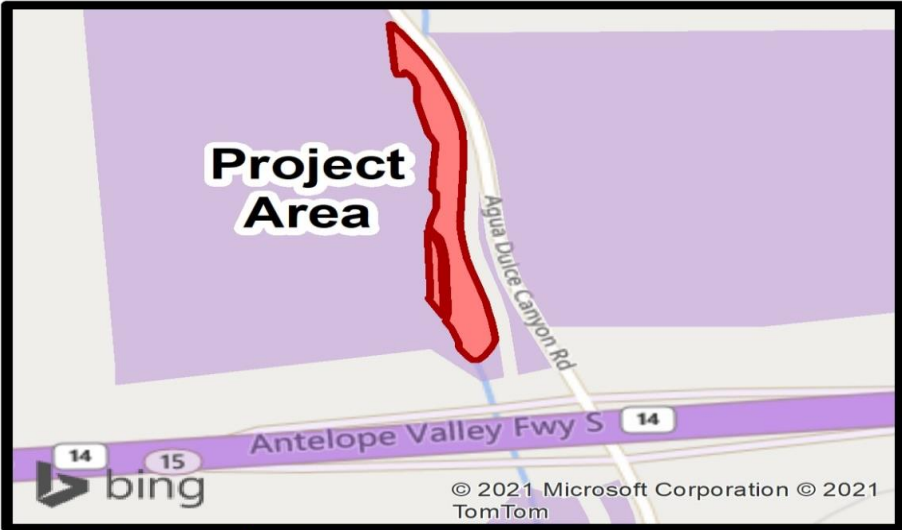 Project
Area
Agua Dulce Canyon Rd
Antelope Valley Fwy S
14
14
15
bing
© 2021 Microsoft Corporation © 2021
TomTom